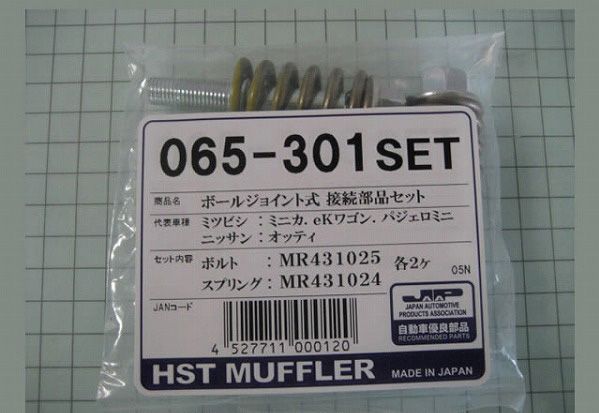 065-301SET
商品名 ボールジョイント式 接続部品セット
代表車種 ミツビシ:ミニカ.eKワゴン.パジェロミニ
ニッサン:オッティ
セット内容 ボルト:MR431025 各2ケ
スプリング:MR431024
05N
JANコード
JAPA
JAPAN AUTOMOTIVE
PRODUCTS ASSOCIATION
自動車優良部品
RECOMMENDED PARTS
4 527711 000120
HST MUFFLER MADE IN JAPAN